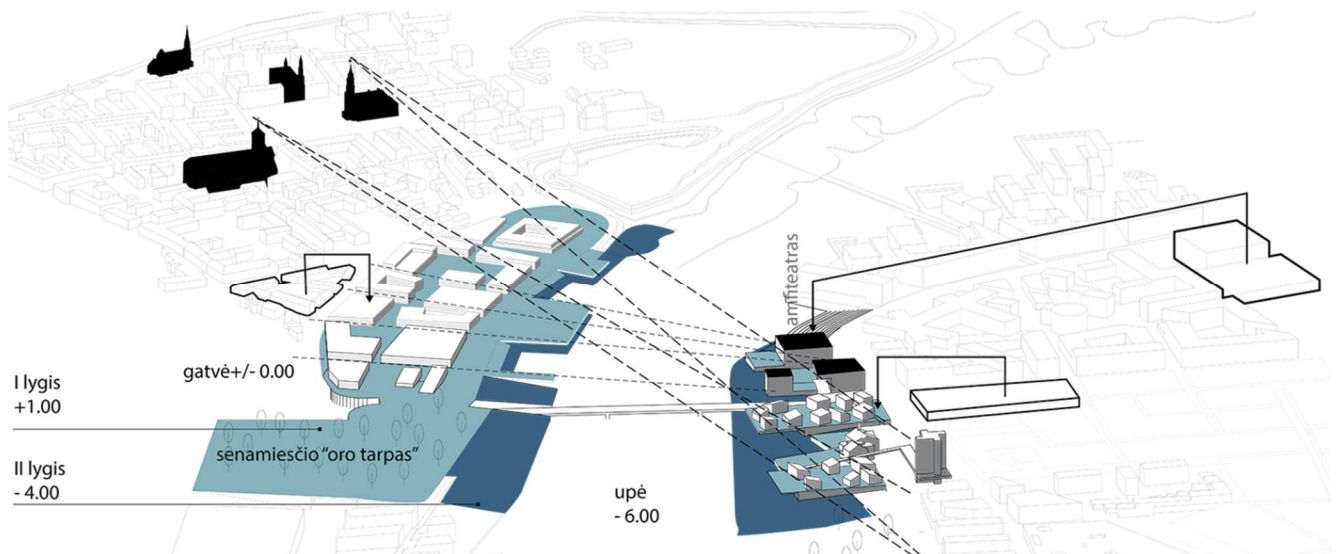 amfiteatras
gatvė+/- 0.00
I lygis
+1.00
senamiesčio "oro tarpas"
II lygis
- 4.00
upė
- 6.00